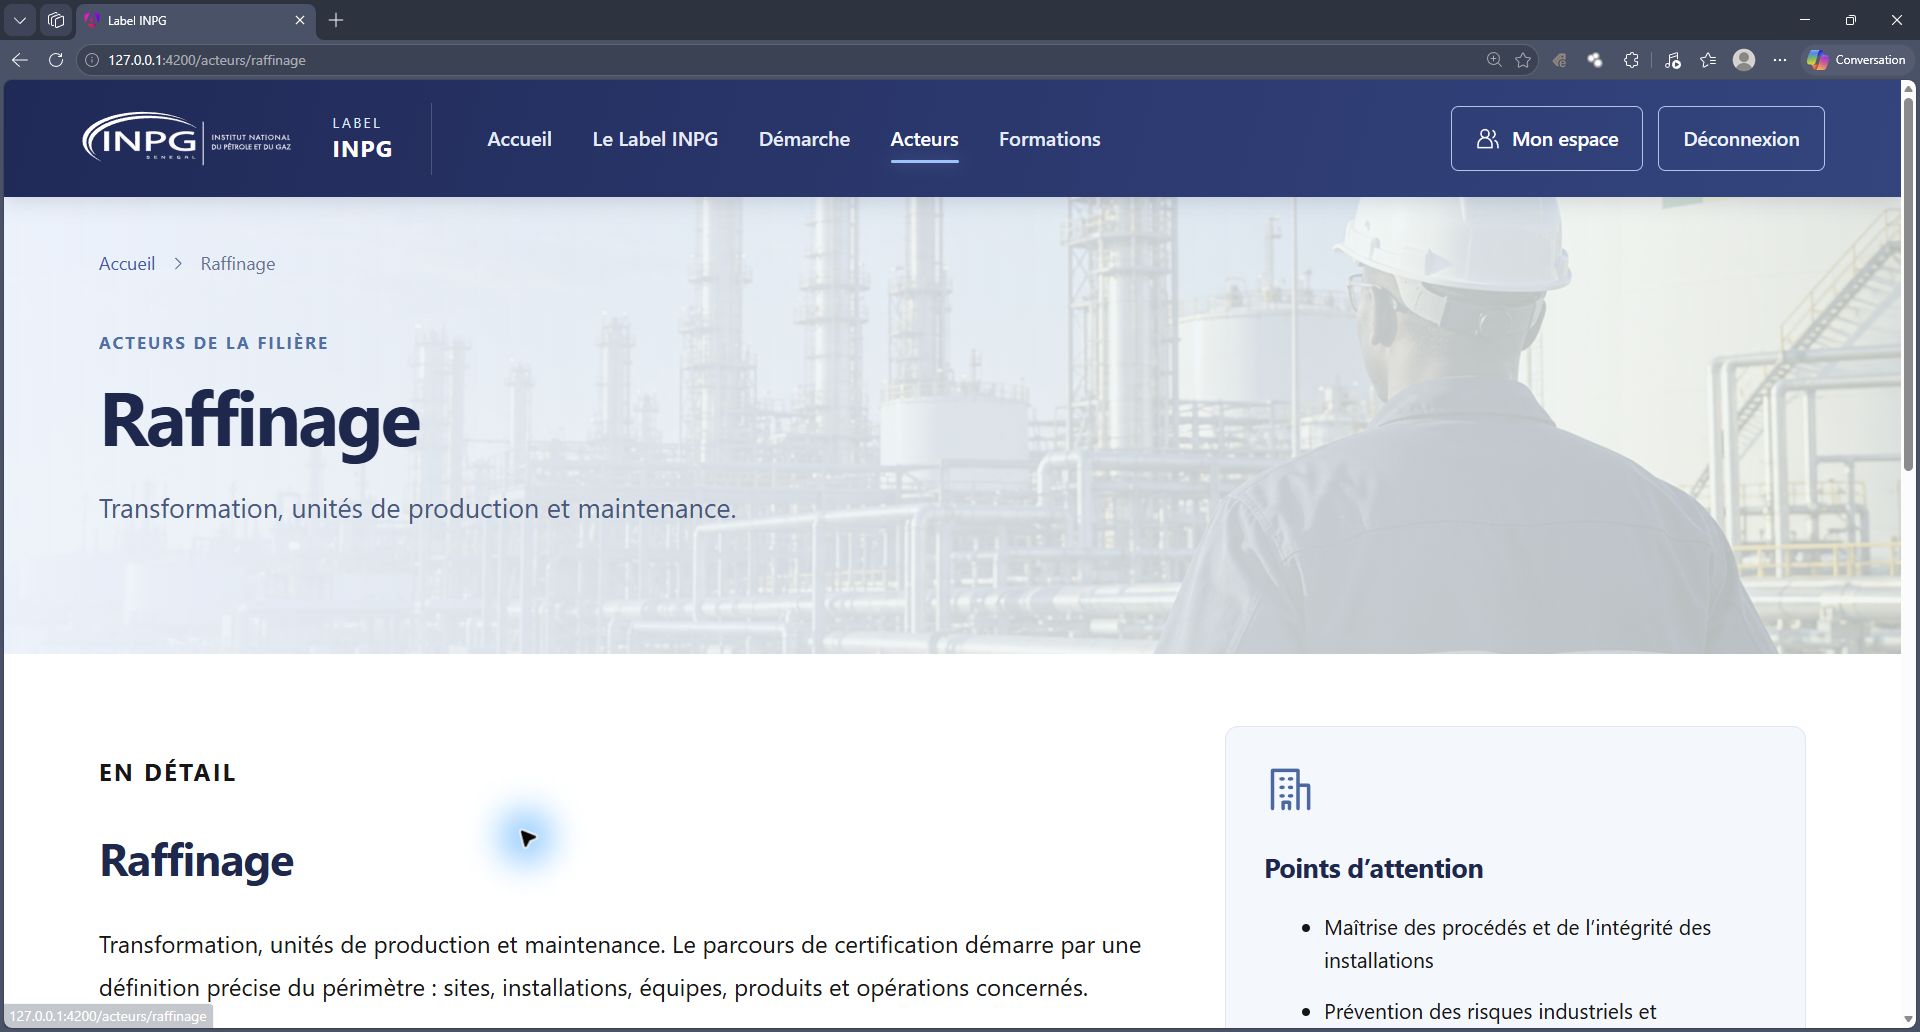 Label INPG
127.0.0.1:4200/acteurs/raffinage
Conversation
INPG
SENEGAL
INSTITUT NATIONAL
DU PÉTROLE ET DU GAZ
LABEL
INPG
Accueil
Le Label INPG
Démarche
Acteurs
Formations
Mon espace
Déconnexion
Accueil > Raffinage
ACTEURS DE LA FILIÈRE
Raffinage
Transformation, unités de production et maintenance.
EN DÉTAIL
Raffinage
Transformation, unités de production et maintenance. Le parcours de certification démarre par une
définition précise du périmètre : sites, installations, équipes, produits et opérations concernés.
Points d’attention
• Maîtrise des procédés et de l’intégrité des
installations
• Prévention des risques industriels et
127.0.0.1:4200/acteurs/raffinage